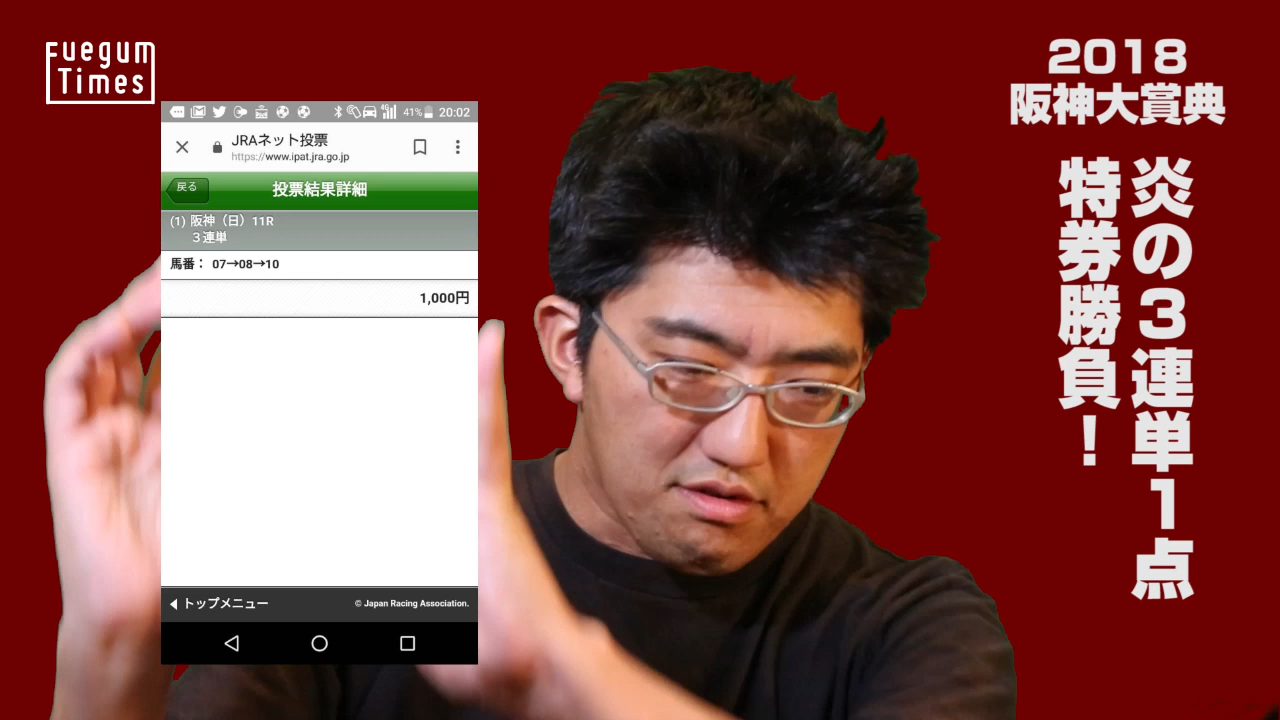 Fuegum
Times
41% 20:02
JRAネット投票
https://www.ipat.jra.go.jp
戻る
投票結果詳細
(1) 阪神（日）11R
３連単
馬番： 07→08→10
1,000円
トップメニュー
© Japan Racing Association.
2018
阪神大賞典
炎の3連単1点
特券勝負！